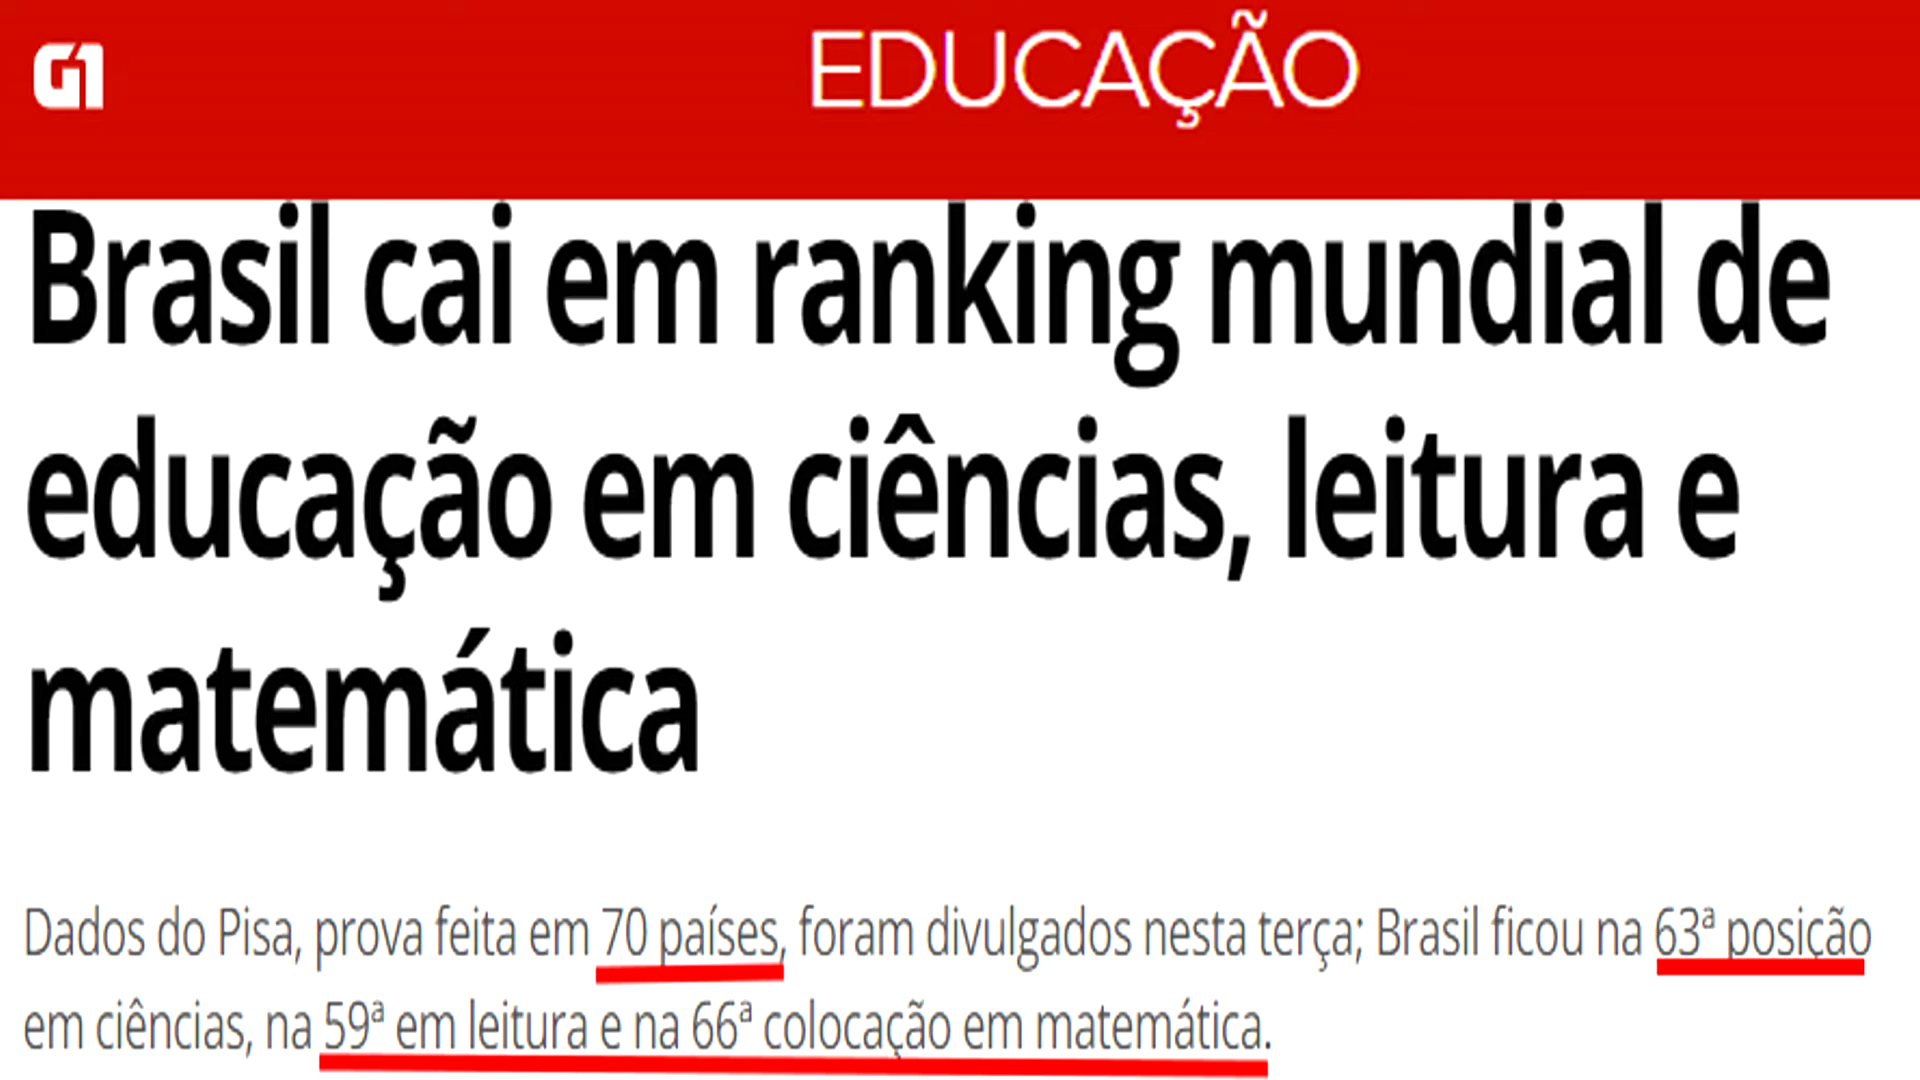 G1
EDUCAÇÃO
Brasil cai em ranking mundial de
educação em ciências, leitura e
matemática
Dados do Pisa, prova feita em 70 países, foram divulgados nesta terça; Brasil ficou na 63ª posição
em ciências, na 59ª em leitura e na 66ª colocação em matemática.